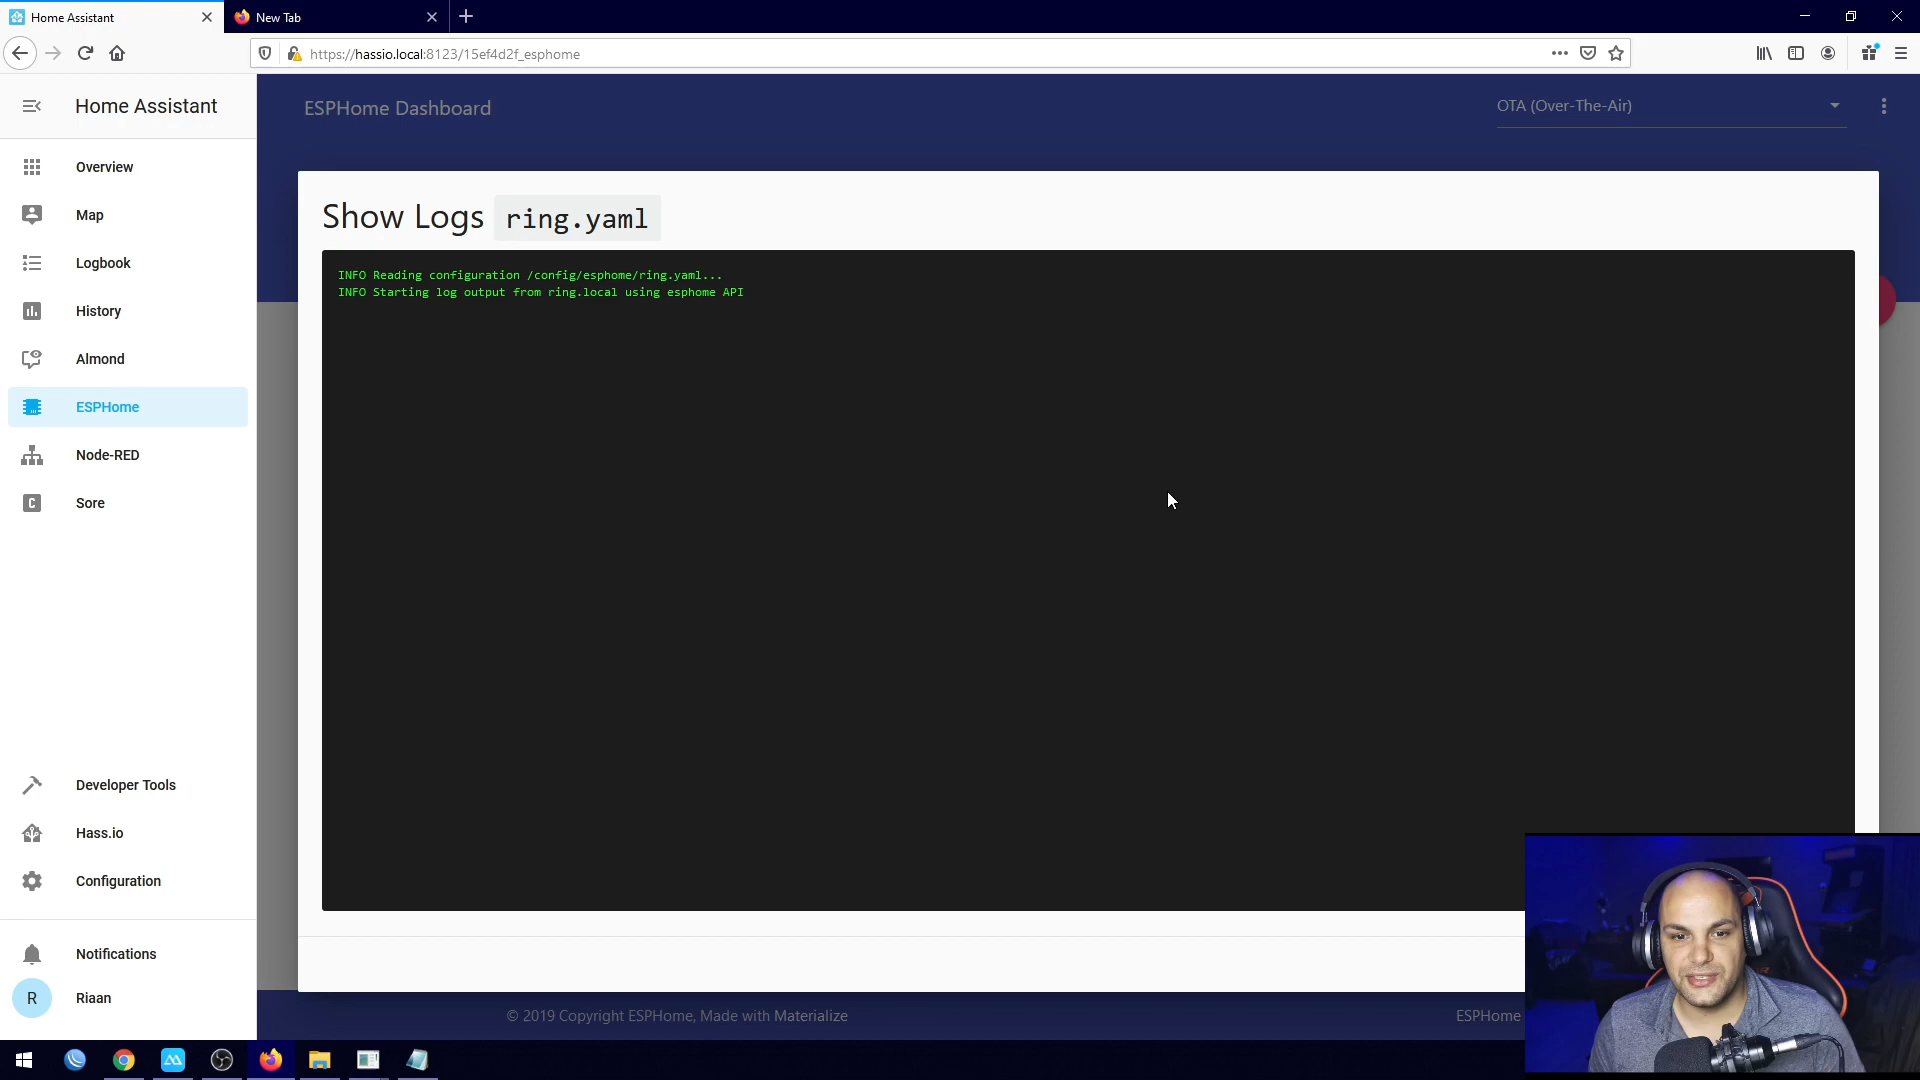 Home Assistant
New Tab
https://hassio.local:8123/15ef4d2f_esphome
Home Assistant
ESPHome Dashboard
OTA (Over-The-Air)
Overview
Map
Logbook
History
Almond
ESPHome
Node-RED
C
Sore
Developer Tools
Hass.io
Configuration
Notifications
R
Riaan
Show Logs ring.yaml
INFO Reading configuration /config/esphome/ring.yaml...
INFO Starting log output from ring.local using esphome API
© 2019 Copyright ESPHome, Made with Materialize
ESPHome